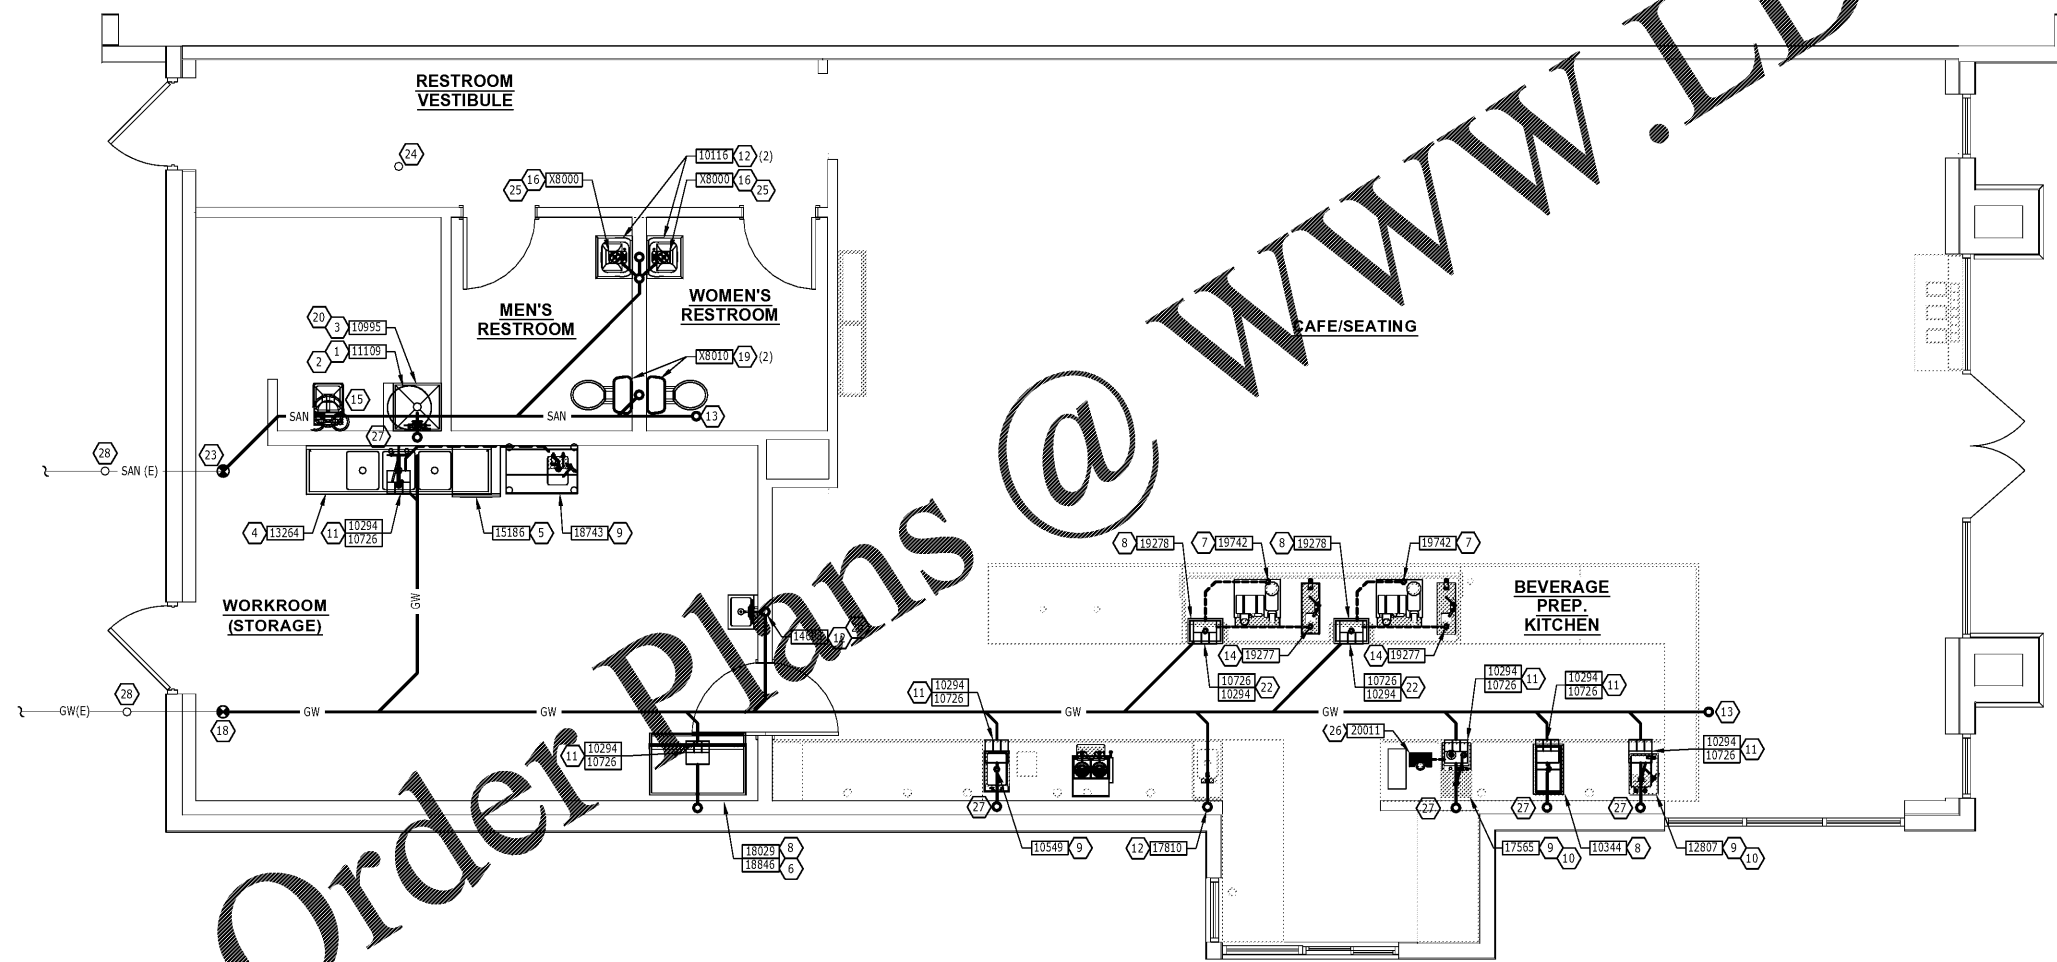 RESTROOM
VESTIBULE
24
10116 12 (2)
16 X8000
25
X8000 16
25
MEN'S
RESTROOM
WOMEN'S
RESTROOM
CAFE/SEATING
20
3 10995
1 11109
2
X8010 19 (2)
15
SAN
SAN
13
27
28
SAN (E)
23
4 13264
11 10294
10726
15186 5
18743 9
8 19278
7 19742
8 19278
19742 7
BEVERAGE
PREP.
KITCHEN
GW
WORKROOM
(STORAGE)
12
14 19277
14 19277
10726
10294 22
10726
10294 22
10294
10726 11
10294
10726 11
11 10294
10726
28
GW(E)
18
GW
GW
GW
GW
13
26 20011
11 10294
10726
10294
10726 11
27
27
27
27
18029 8
18846 6
10549 9
12 17810
17565 9
10
10344 8
12807 9
10
Order Plans @ WWW.LD